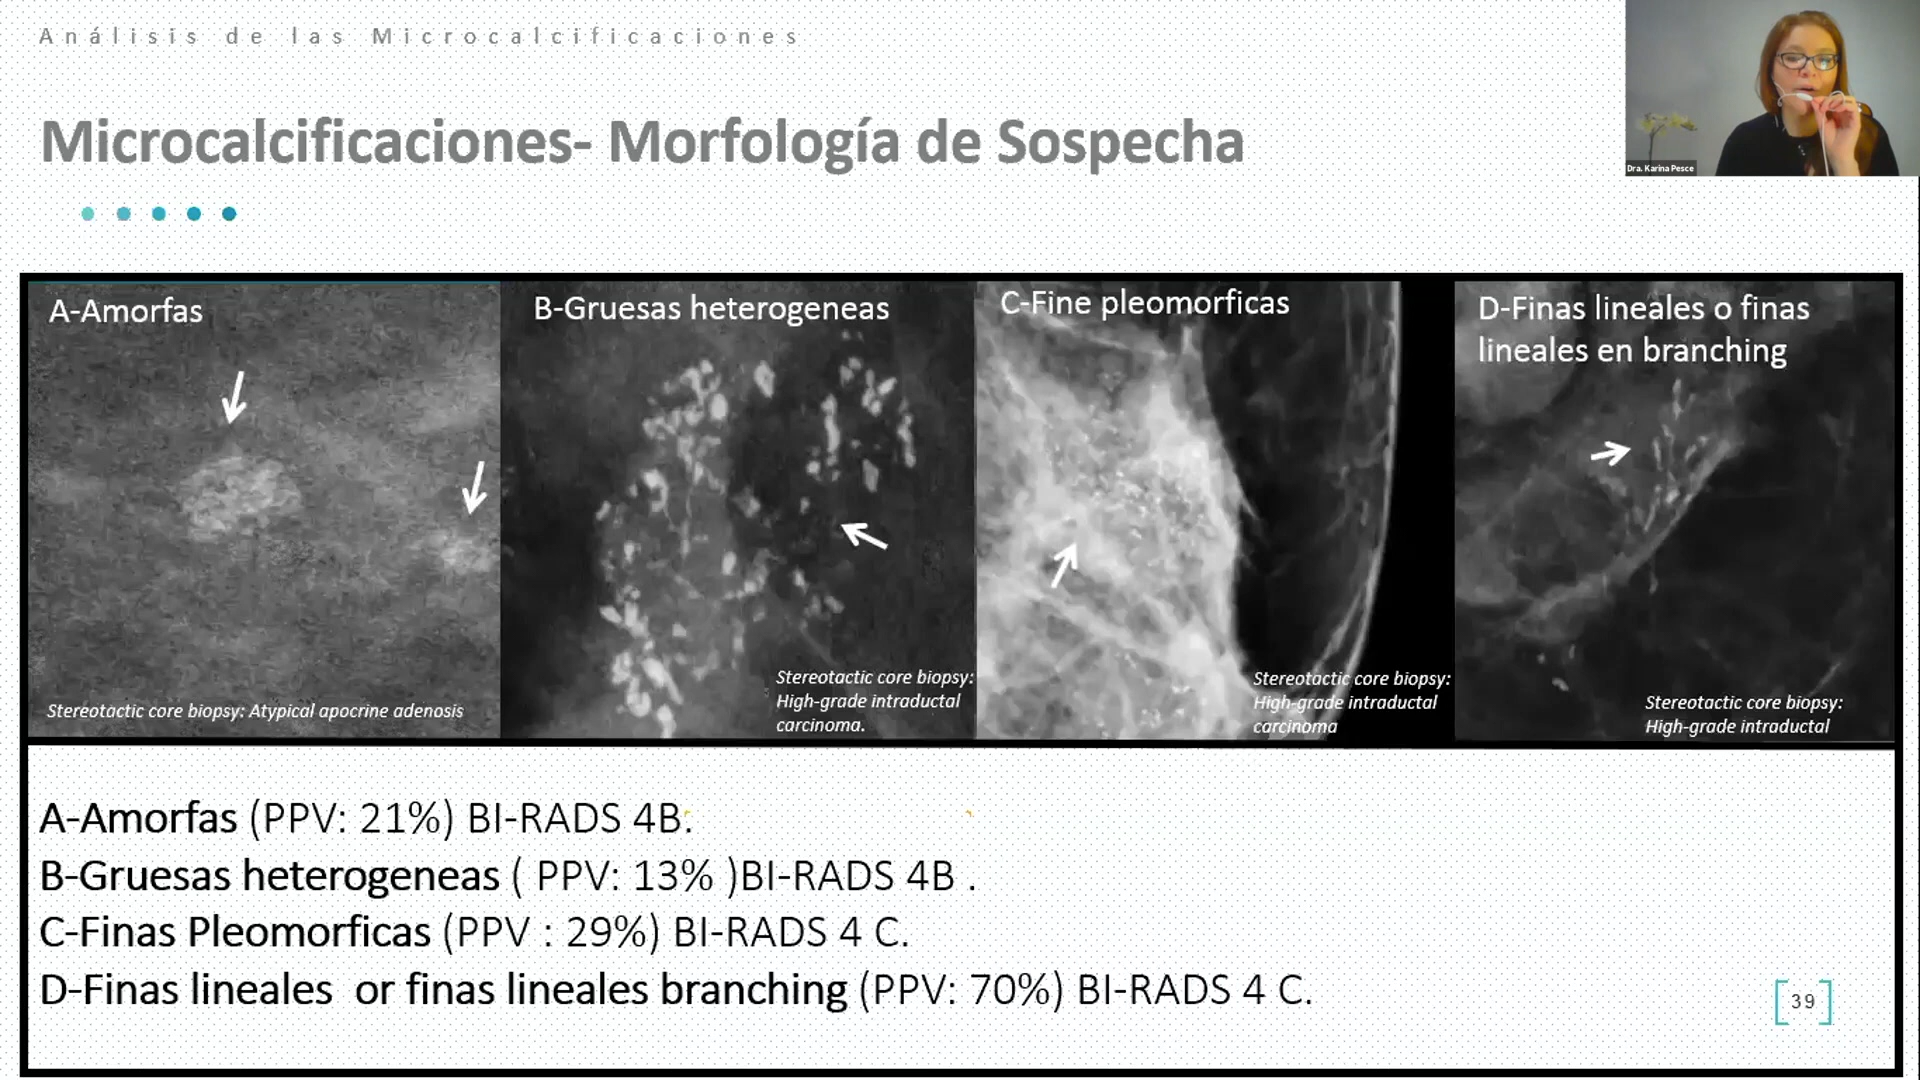 Análisis de las Microcalcificaciones
Microcalcificaciones- Morfología de Sospecha
Dra. Karina Pesce
A-Amorfas
Stereotactic core biopsy: Atypical apocrine adenosis
B-Gruesas heterogeneas
Stereotactic core biopsy:
High-grade intraductal
carcinoma.
C-Fine pleomorficas
Stereotactic core biopsy:
High-grade intraductal
carcinoma
D-Finas lineales o finas
lineales en branching
Stereotactic core biopsy:
High-grade intraductal
A-Amorfas (PPV: 21%) BI-RADS 4B.
B-Gruesas heterogeneas ( PPV: 13% )BI-RADS 4B .
C-Finas Pleomorficas (PPV : 29%) BI-RADS 4 C.
D-Finas lineales or finas lineales branching (PPV: 70%) BI-RADS 4 C.
39